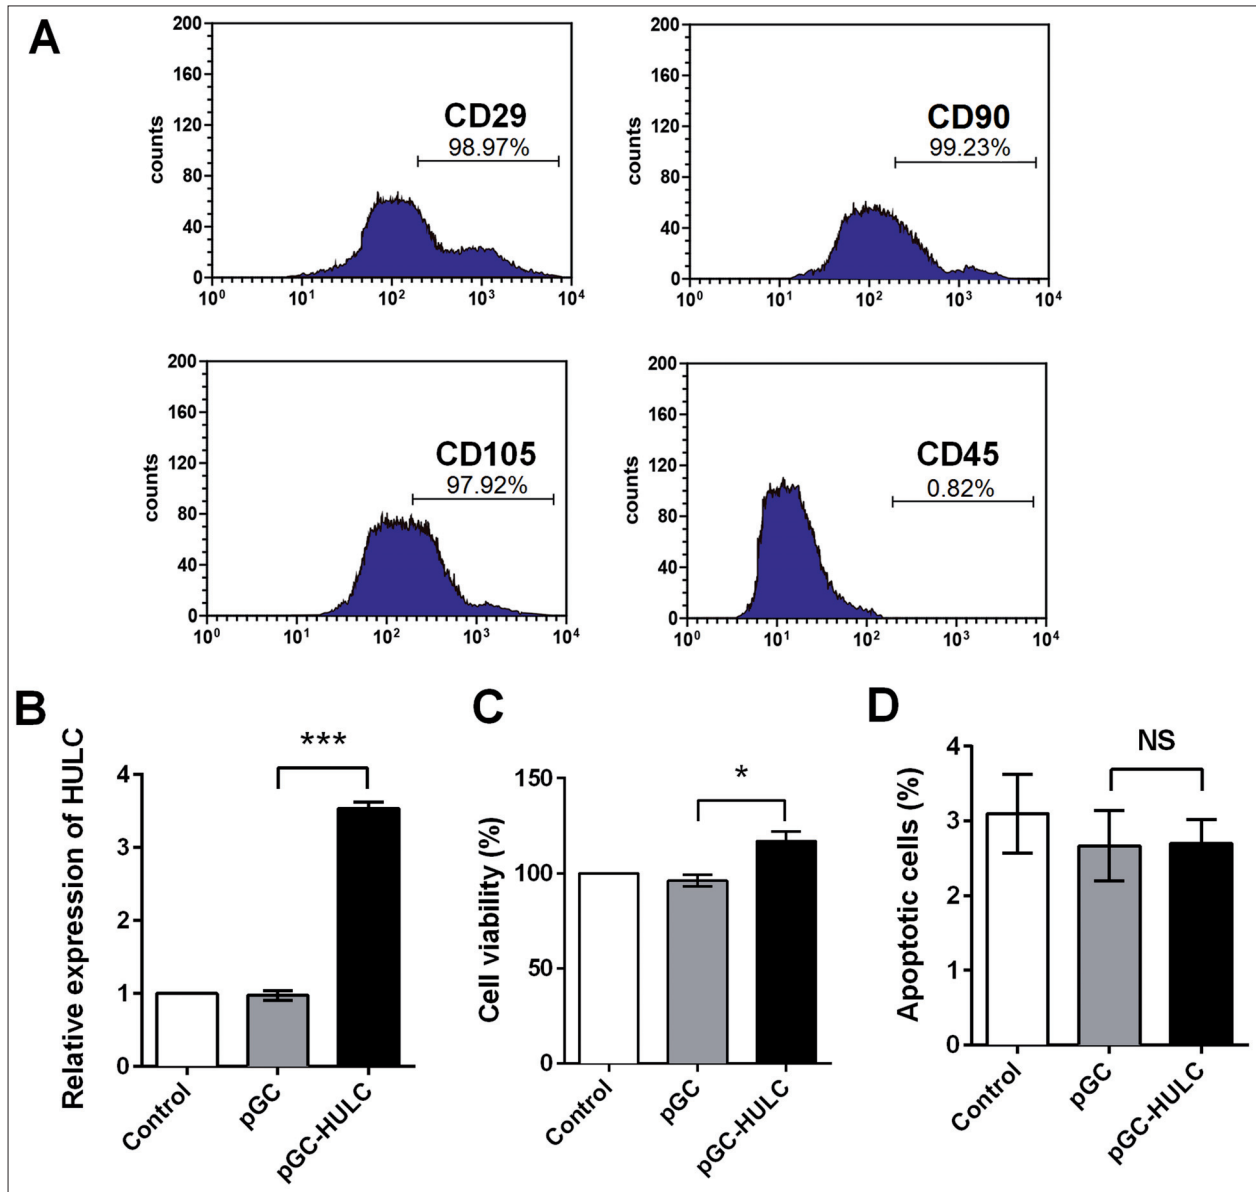 A
200
160
120
80
40
0
counts
CD29
98.97%
10⁰ 10¹ 10² 10³ 10⁴
200
160
120
80
40
0
counts
CD90
99.23%
10⁰ 10¹ 10² 10³ 10⁴
200
160
120
80
40
0
counts
CD105
97.92%
10⁰ 10¹ 10² 10³ 10⁴
200
160
120
80
40
0
counts
CD45
0.82%
10⁰ 10¹ 10² 10³ 10⁴
B
Relative expression of HULC
4
3
2
1
0
***
Control
pGC
pGC-HULC
C
Cell viability (%)
150
100
50
0
*
Control
pGC
pGC-HULC
D
Apoptotic cells (%)
4
3
2
1
0
NS
Control
pGC
pGC-HULC